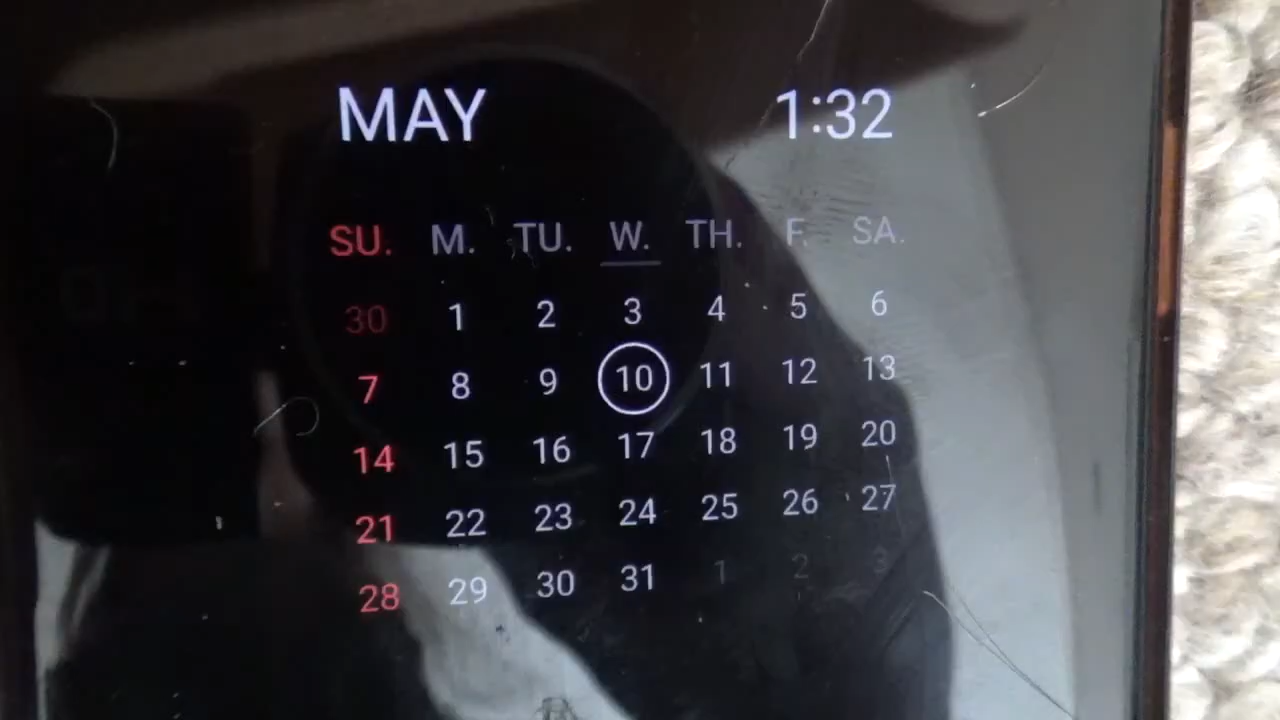 MAY 1:32
SU. M. TU. W. TH. F. SA.
30 1 2 3 4 5 6
7 8 9 10 11 12 13
14 15 16 17 18 19 20
21 22 23 24 25 26 27
28 29 30 31 1 2 3